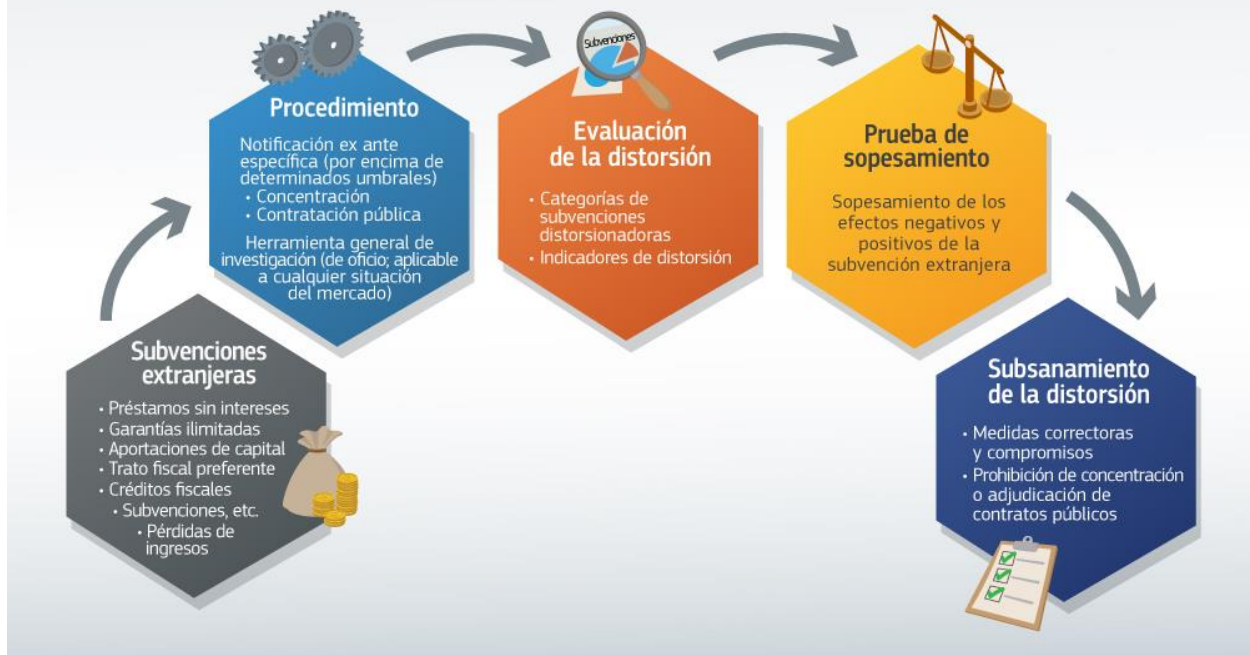 Subvenciones
extranjeras
• Préstamos sin intereses
• Garantías ilimitadas
• Aportaciones de capital
• Trato fiscal preferente
• Créditos fiscales
• Subvenciones, etc.
• Pérdidas de
ingresos
Procedimiento
Notificación ex ante
específica (por encima de
determinados umbrales)
• Concentración
• Contratación pública
Herramienta general de
investigación (de oficio; aplicable
a cualquier situación
del mercado)
Subvenciones
Evaluación
de la distorsión
• Categorías de
subvenciones
distorsionadoras
• Indicadores de distorsión
Prueba de
sopesamiento
Sopesamiento de los
efectos negativos y
positivos de la
subvención extranjera
Subsanamiento
de la distorsión
• Medidas correctoras
y compromisos
• Prohibición de concentración
o adjudicación de
contratos públicos